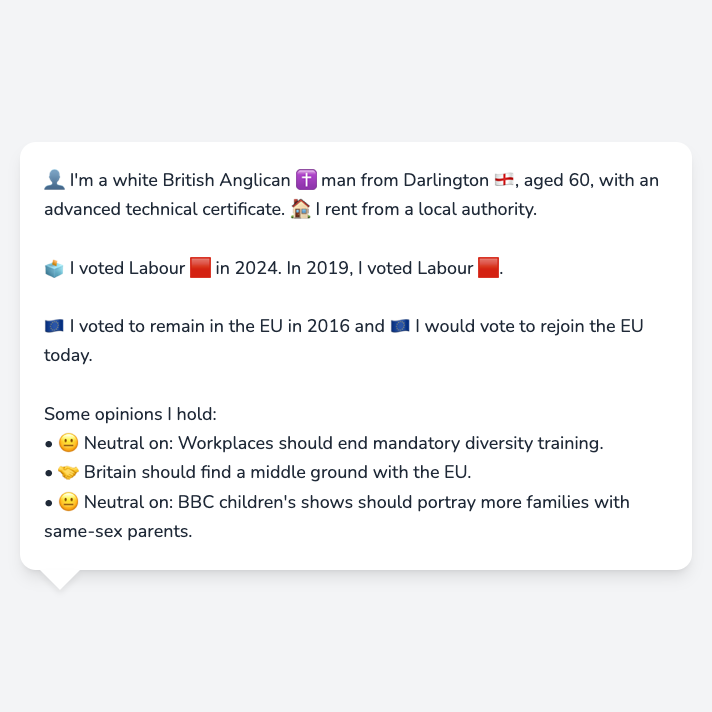 👤 I'm a white British Anglican ✝️ man from Darlington 🏴󠁧󠁢󠁥󠁮󠁧󠁿, aged 60, with an
advanced technical certificate. 🏠 I rent from a local authority.
🗳️ I voted Labour 🟥 in 2024. In 2019, I voted Labour 🟥.
🇪🇺 I voted to remain in the EU in 2016 and 🇪🇺 I would vote to rejoin the EU
today.
Some opinions I hold:
• 😐 Neutral on: Workplaces should end mandatory diversity training.
• 🤝 Britain should find a middle ground with the EU.
• 😐 Neutral on: BBC children's shows should portray more families with
same-sex parents.